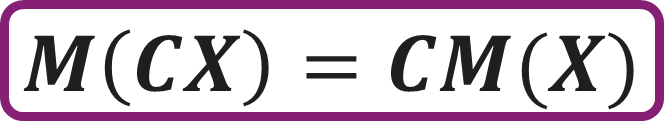 M(CX) = CM(X)